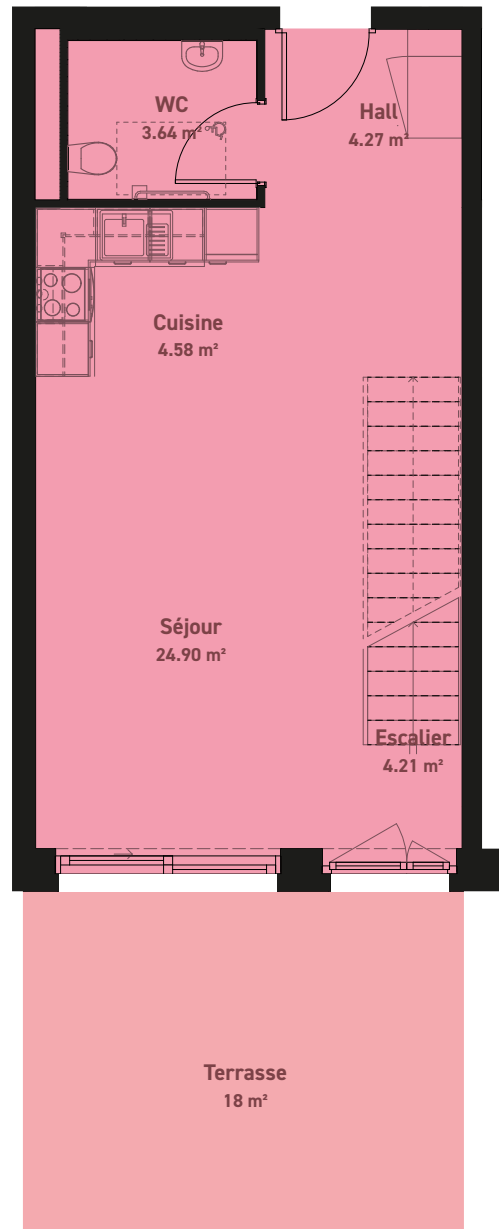 WC
3.64 m²
Hall
4.27 m²
Cuisine
4.58 m²
Séjour
24.90 m²
Escalier
4.21 m²
Terrasse
18 m²